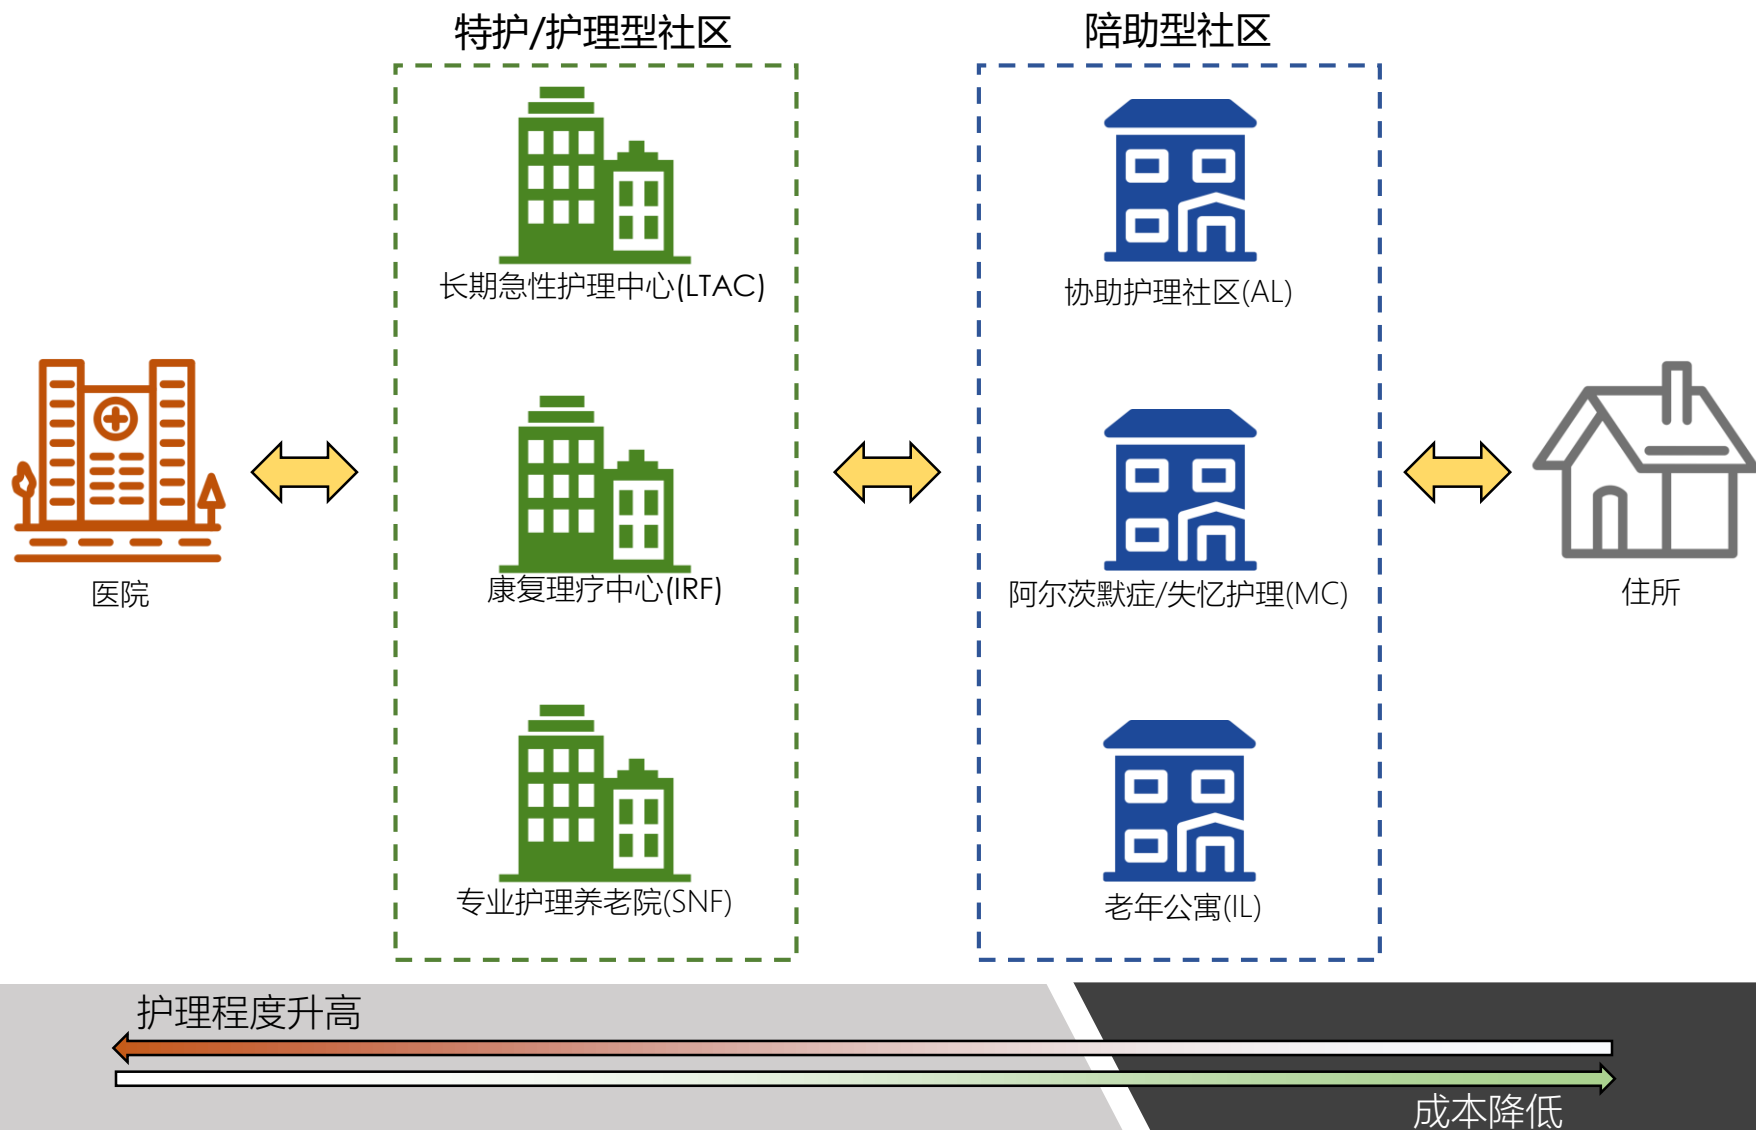 特护/护理型社区
陪助型社区
长期急性护理中心(LTAC)
协助护理社区(AL)
医院
康复理疗中心(IRF)
阿尔茨默症/失忆护理(MC)
住所
专业护理养老院(SNF)
老年公寓(IL)
护理程度升高
成本降低